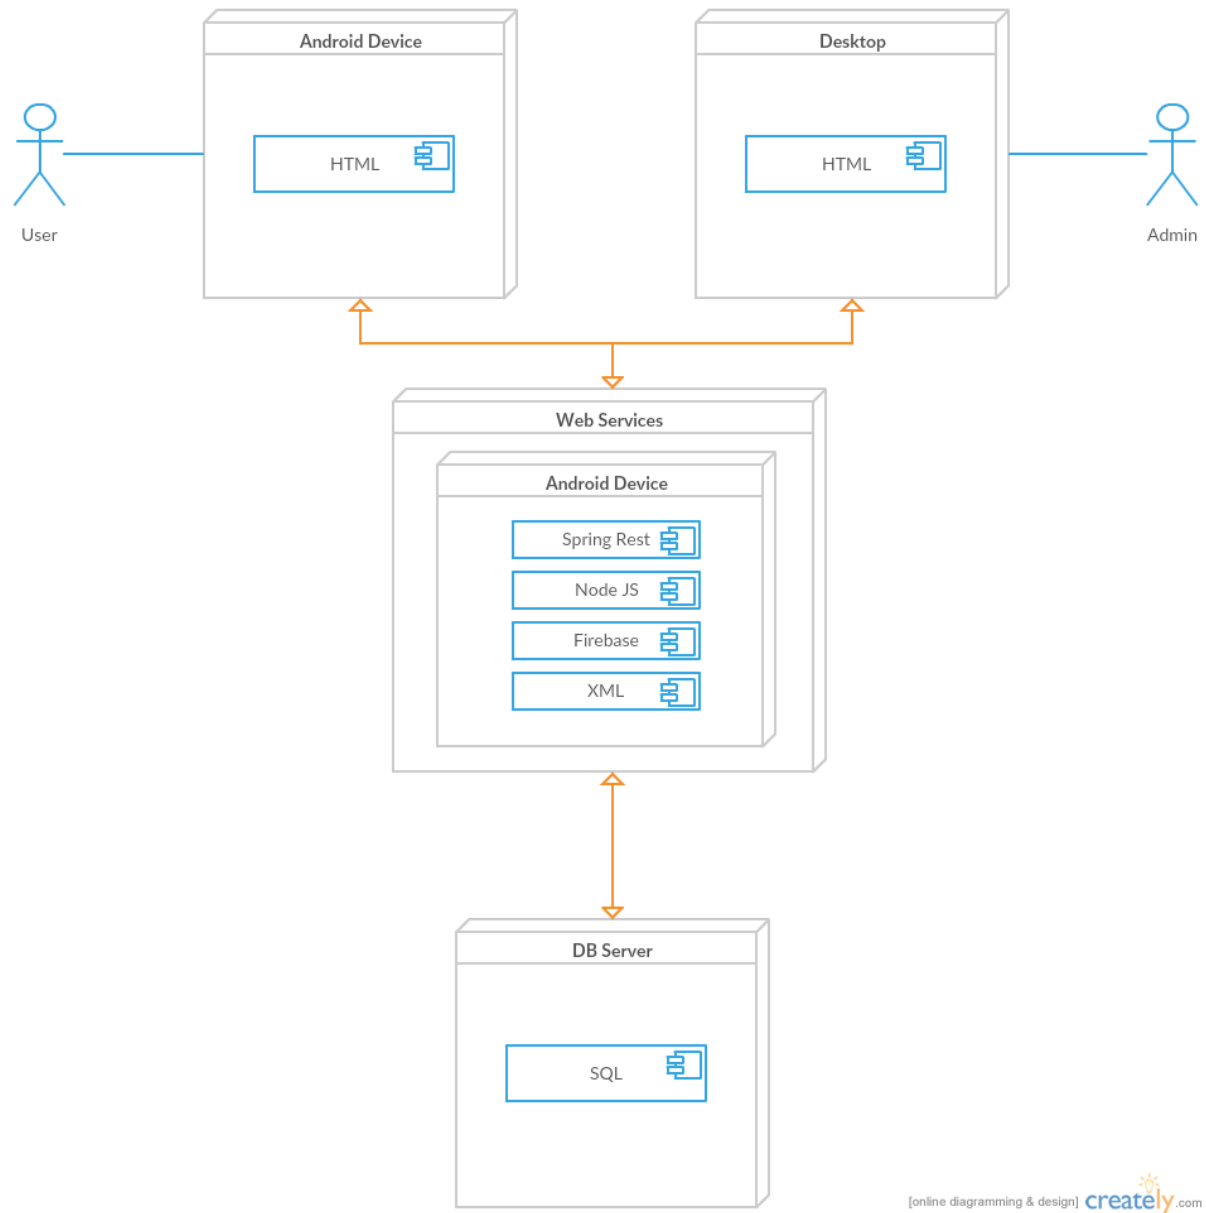 Android Device
Desktop
HTML
HTML
User
Admin
Web Services
Android Device
Spring Rest
Node JS
Firebase
XML
DB Server
SQL
[online diagramming & design] creately.com